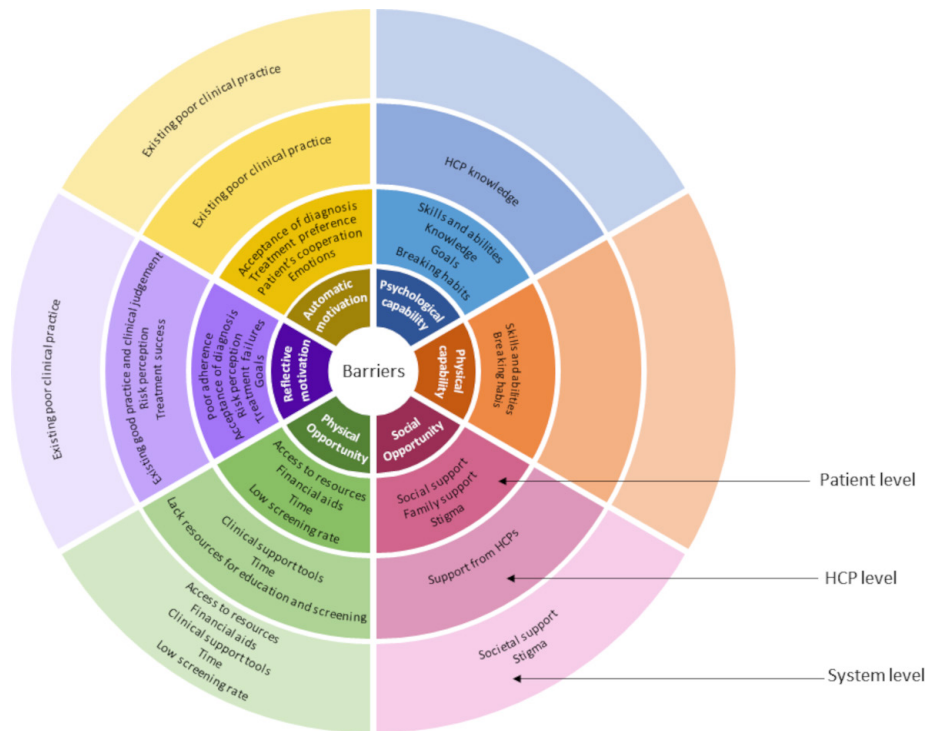 Barriers
Psychological
capability
Skills and abilities
Knowledge
Goals
Breaking habits
HCP knowledge
Physical
capability
Skills and abilities
Breaking habis
Social
Opportunity
Social support
Family support
Stigma
Support from HCPs
Societal support
Stigma
Physical
Opportunity
Access to resources
Financial aids
Time
Low screening rate
Clinical support tools
Time
Lack resources for education and screening
Access to resources
Financial aids
Clinical support tools
Time
Low screening rate
Reflective
motivation
Poor adherence
Acceptance of diagnosis
Risk perception
Treatment failures
Goals
Existing good practice and clinical judgement
Risk perception
Treatment success
Existing poor clinical practice
Automatic
motivation
Acceptance of diagnosis
Treatment preference
Patient's cooperation
Emotions
Existing poor clinical practice
Existing poor clinical practice
Patient level
HCP level
System level